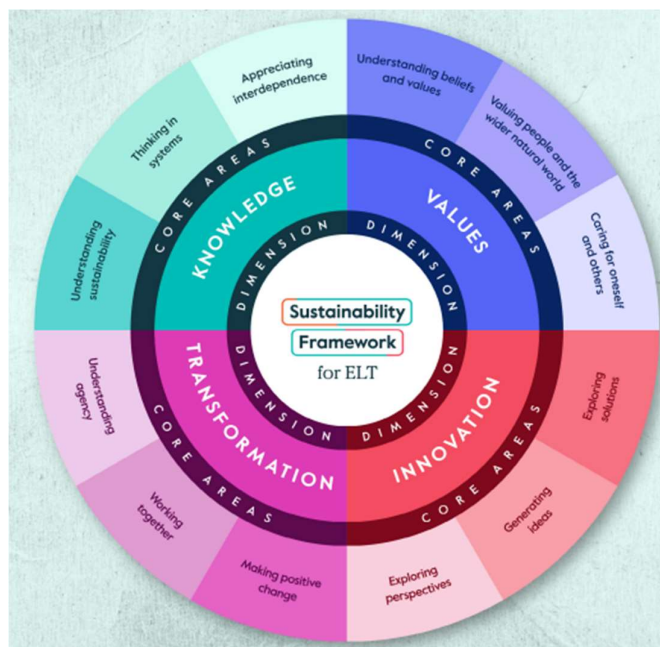 Sustainability
Framework
for ELT
DIMENSION
KNOWLEDGE
CORE AREAS
Understanding
sustainability
Thinking in
systems
Appreciating
interdependence
DIMENSION
VALUES
CORE AREAS
Understanding beliefs
and values
Valuing people and the
wider natural world
Caring for oneself
and others
DIMENSION
INNOVATION
CORE AREAS
Exploring
solutions
Generating
ideas
Exploring
perspectives
DIMENSION
TRANSFORMATION
CORE AREAS
Making positive
change
Working
together
Understanding
agency